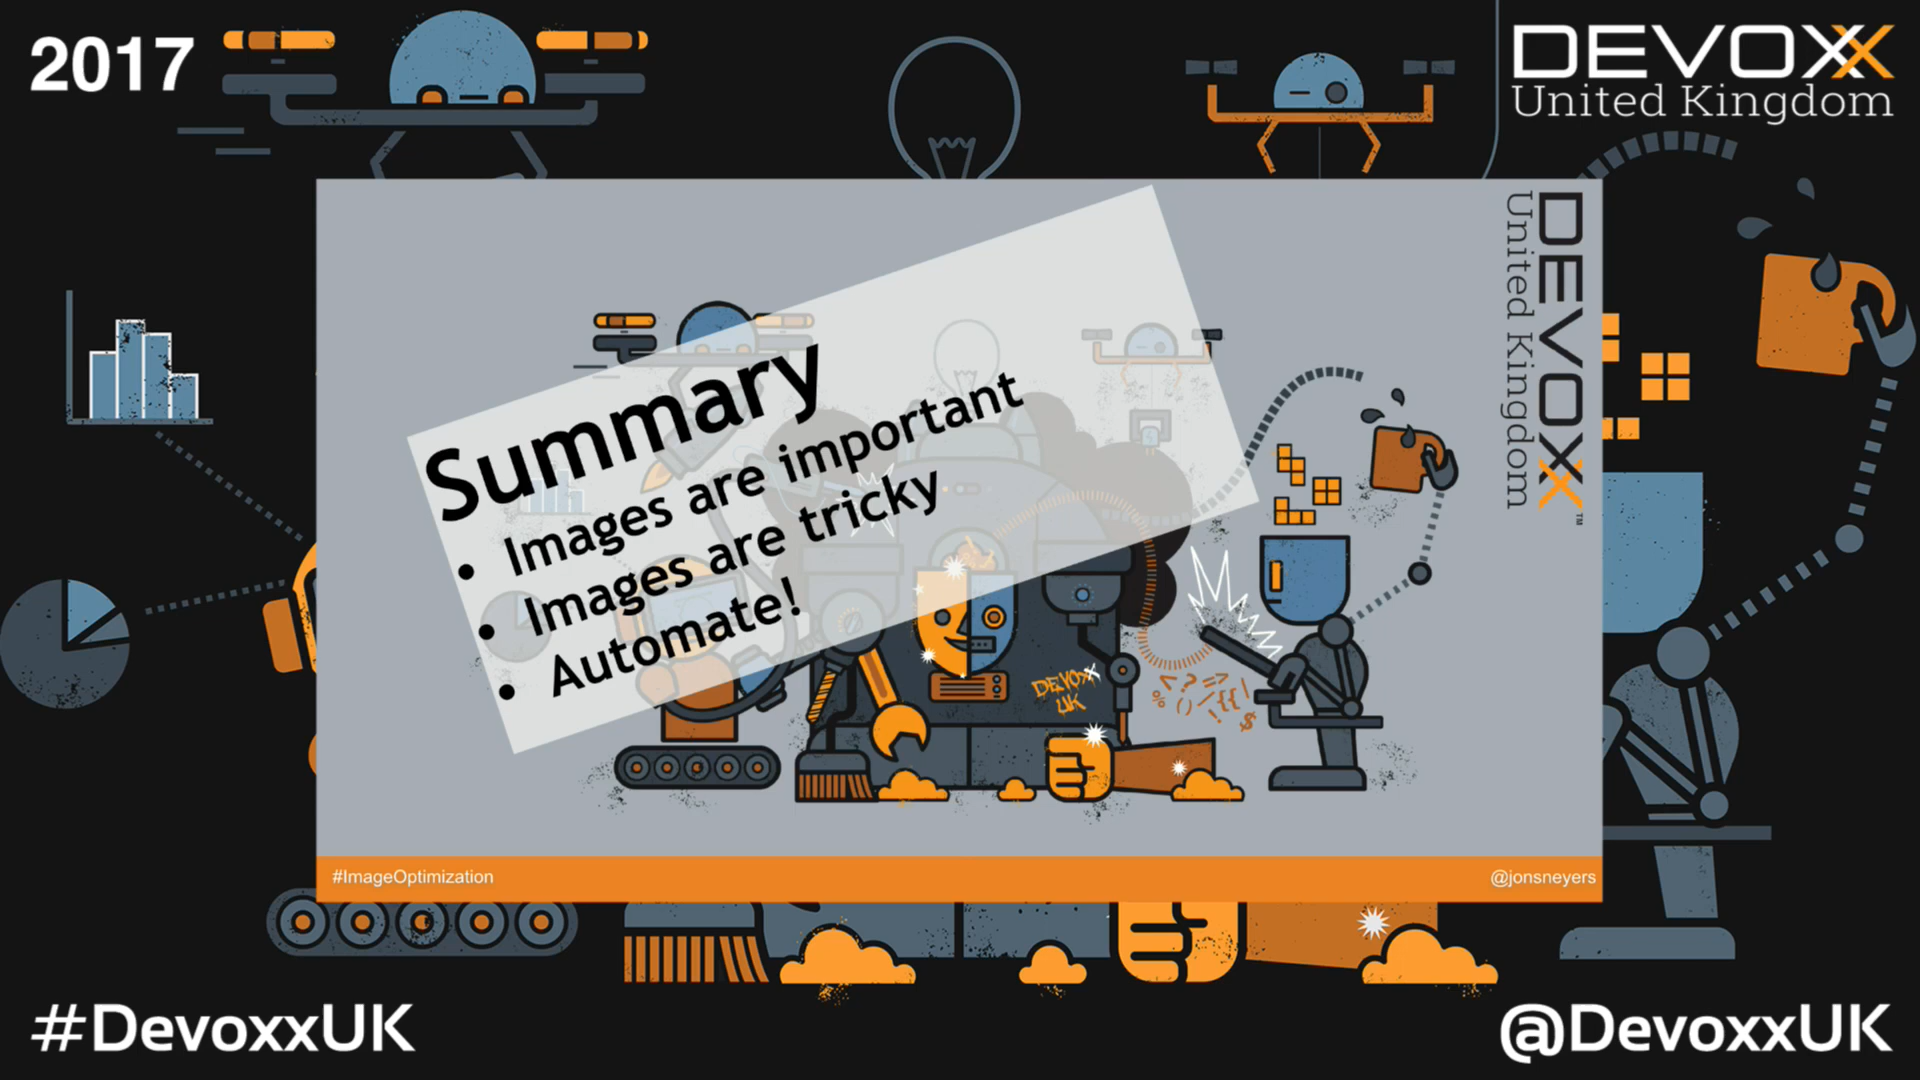 2017
DEVOXX
United Kingdom
DEVOXX™
United Kingdom
Summary
• Images are important
• Images are tricky
• Automate!
DEVOXX
UK
<?=>
%()/{{|
!$
#ImageOptimization
@jonsneyers
#DevoxxUK
@DevoxxUK